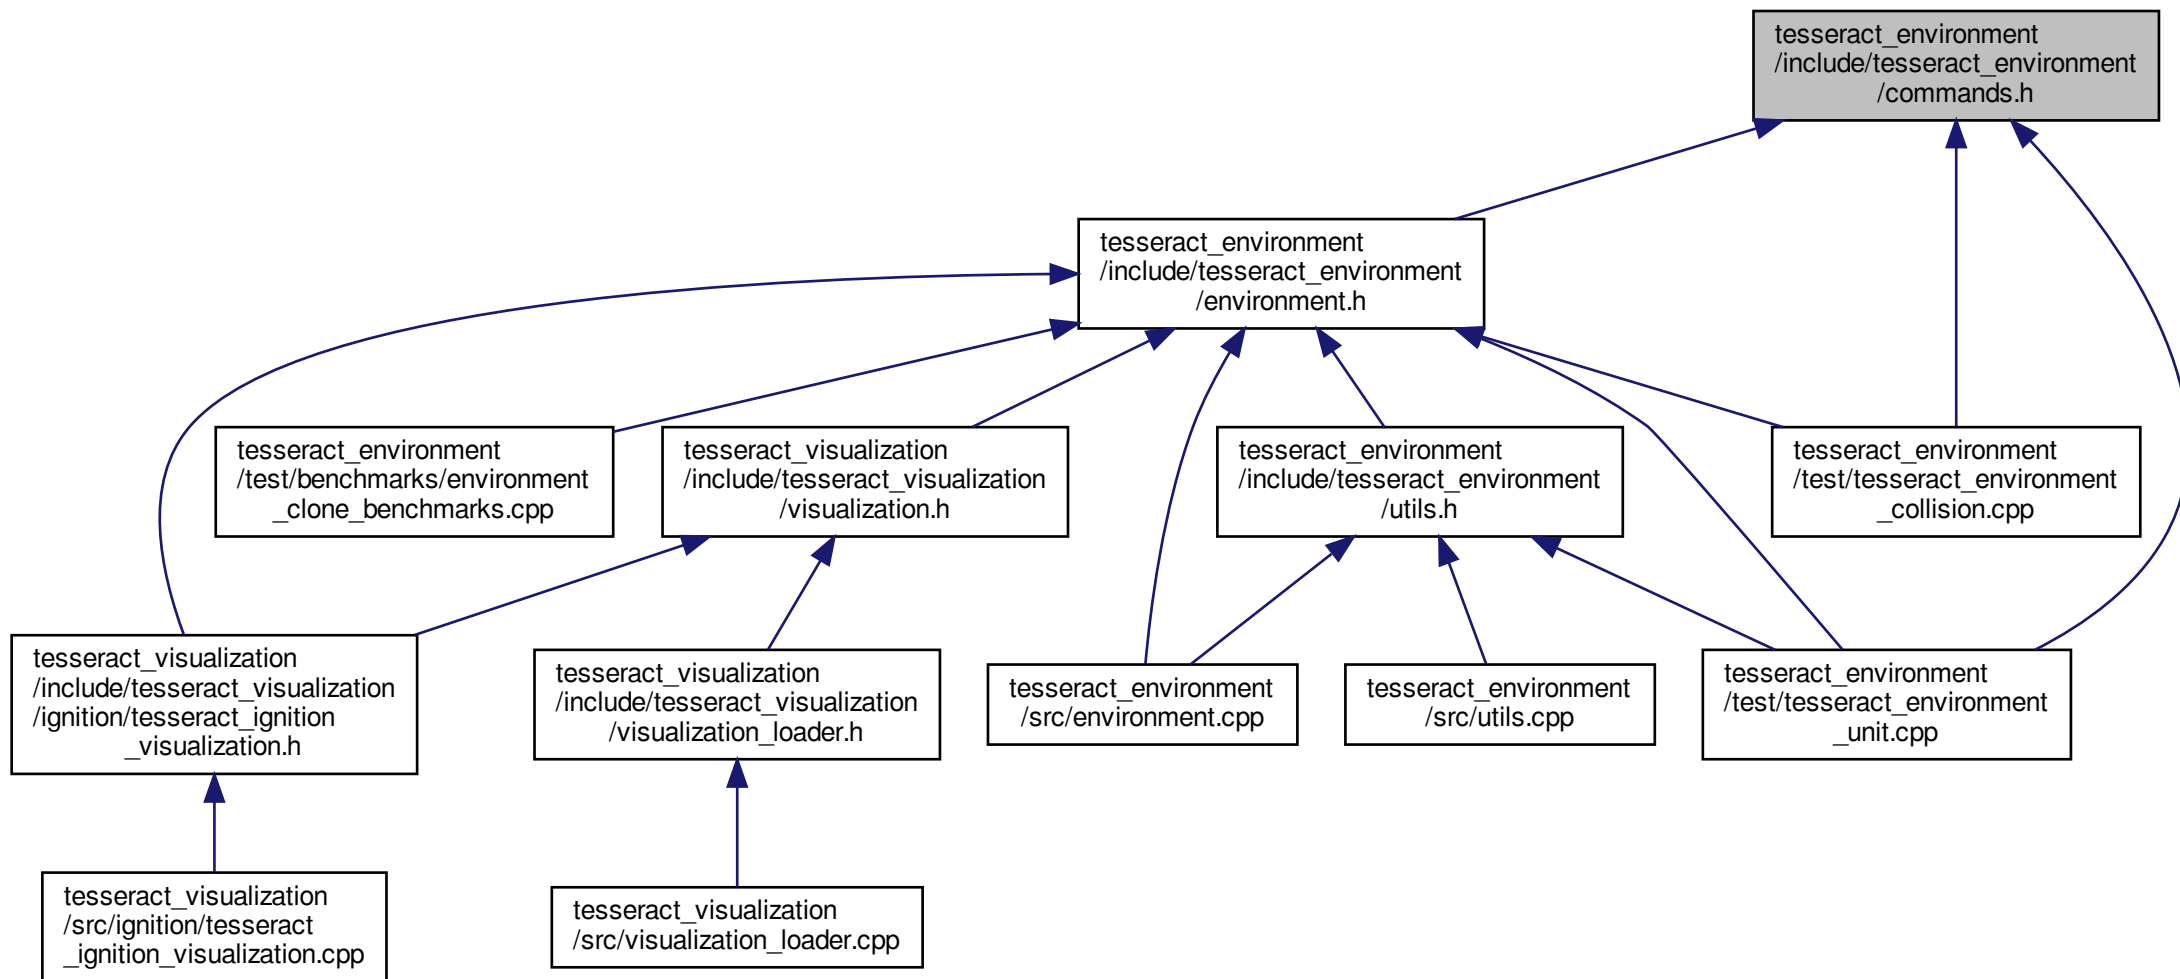 tesseract_environment
/include/tesseract_environment
/commands.h
tesseract_environment
/include/tesseract_environment
/environment.h
tesseract_environment
/test/benchmarks/environment
_clone_benchmarks.cpp
tesseract_visualization
/include/tesseract_visualization
/visualization.h
tesseract_environment
/include/tesseract_environment
/utils.h
tesseract_environment
/test/tesseract_environment
_collision.cpp
tesseract_visualization
/include/tesseract_visualization
/ignition/tesseract_ignition
_visualization.h
tesseract_visualization
/include/tesseract_visualization
/visualization_loader.h
tesseract_environment
/src/environment.cpp
tesseract_environment
/src/utils.cpp
tesseract_environment
/test/tesseract_environment
_unit.cpp
tesseract_visualization
/src/ignition/tesseract
_ignition_visualization.cpp
tesseract_visualization
/src/visualization_loader.cpp